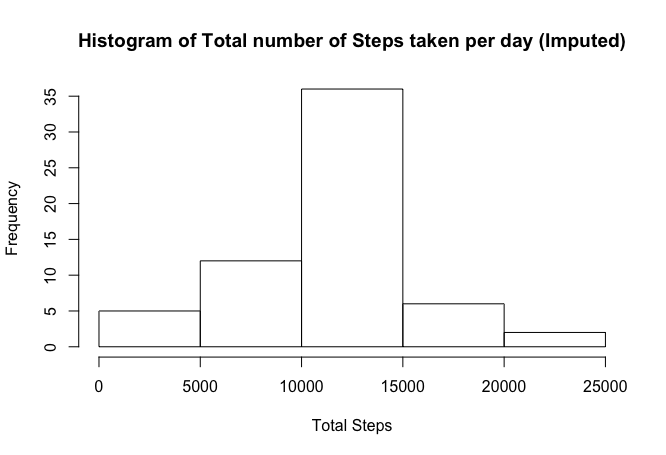 Histogram of Total number of Steps taken per day (Imputed)
Frequency
35
30
25
20
15
10
5
0
0 5000 10000 15000 20000 25000
Total Steps